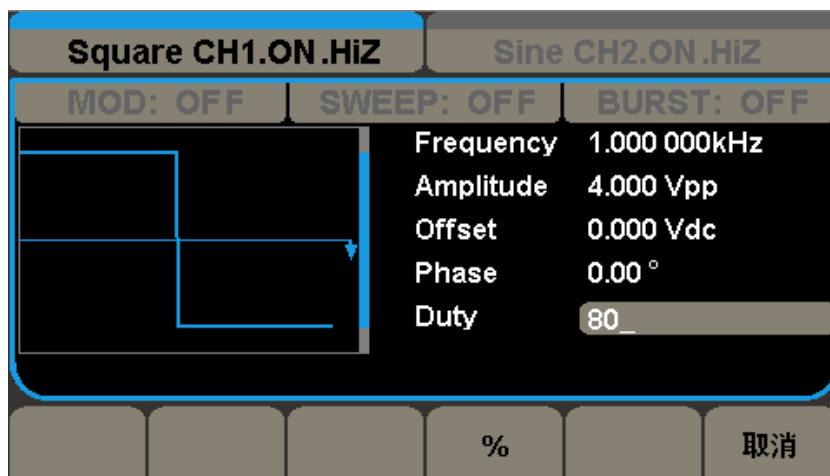 Square CH1.ON.HiZ Sine CH2.ON.HiZ
MOD: OFF SWEEP: OFF BURST: OFF
Frequency 1.000 000kHz
Amplitude 4.000 Vpp
Offset 0.000 Vdc
Phase 0.00 °
Duty 80_
% 取消